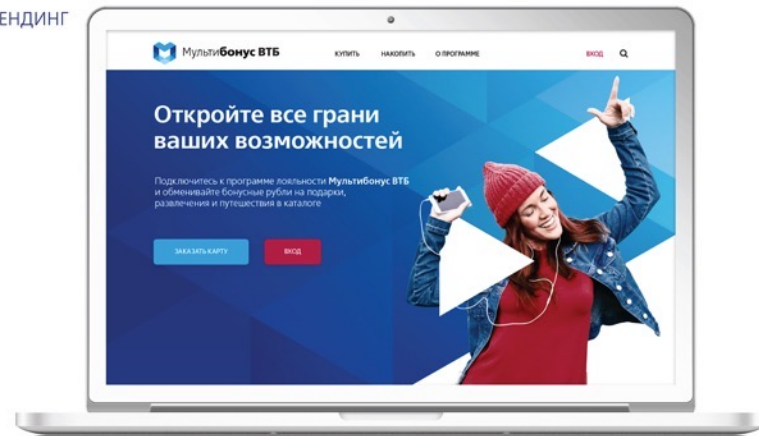 ЕНДИНГ
Мультибонус ВТБ
КУПИТЬ НАКОПИТЬ О ПРОГРАММЕ ВХОД
Откройте все грани
ваших возможностей
Подключитесь к программе лояльности Мультибонус ВТБ
и обменивайте бонусные рубли на подарки,
развлечения и путешествия в каталоге
ЗАКАЗАТЬ КАРТУ ВХОД